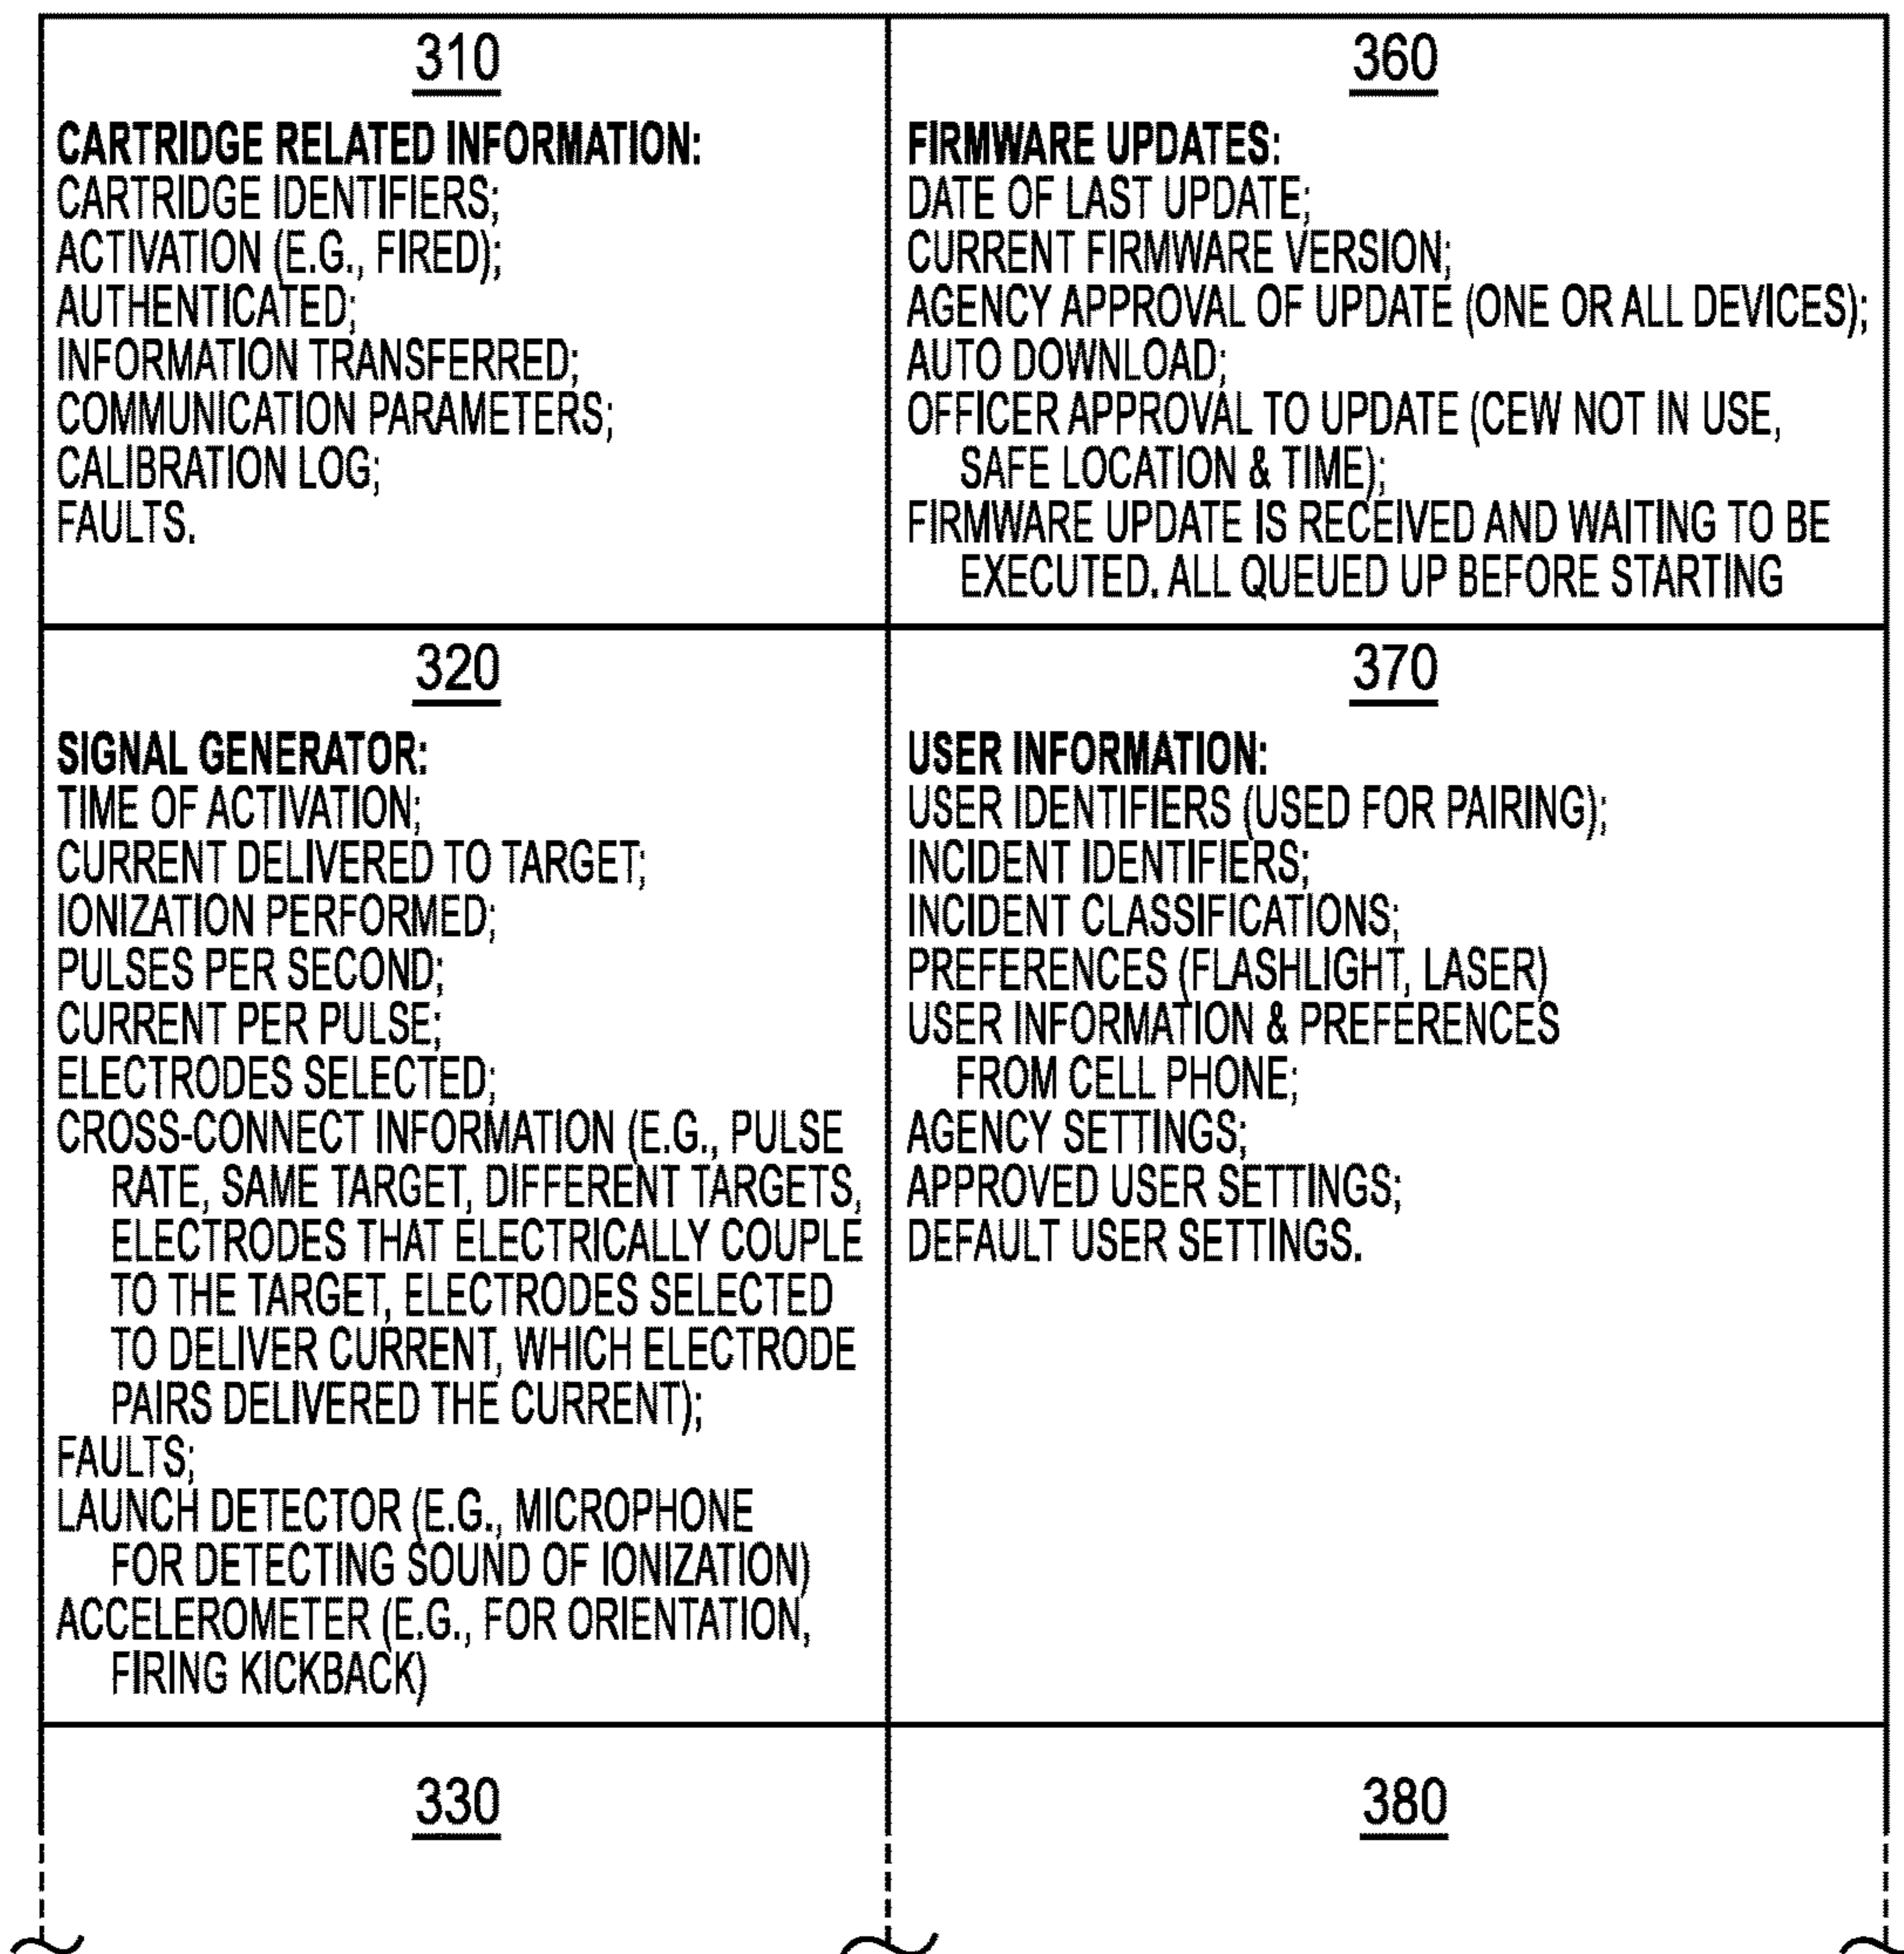 310
CARTRIDGE RELATED INFORMATION:
CARTRIDGE IDENTIFIERS;
ACTIVATION (E.G., FIRED);
AUTHENTICATED;
INFORMATION TRANSFERRED;
COMMUNICATION PARAMETERS;
CALIBRATION LOG;
FAULTS.
360
FIRMWARE UPDATES:
DATE OF LAST UPDATE;
CURRENT FIRMWARE VERSION;
AGENCY APPROVAL OF UPDATE (ONE OR ALL DEVICES);
AUTO DOWNLOAD;
OFFICER APPROVAL TO UPDATE (CEW NOT IN USE,
SAFE LOCATION & TIME);
FIRMWARE UPDATE IS RECEIVED AND WAITING TO BE
EXECUTED. ALL QUEUED UP BEFORE STARTING
320
SIGNAL GENERATOR:
TIME OF ACTIVATION;
CURRENT DELIVERED TO TARGET;
IONIZATION PERFORMED;
PULSES PER SECOND;
CURRENT PER PULSE;
ELECTRODES SELECTED;
CROSS-CONNECT INFORMATION (E.G., PULSE
RATE, SAME TARGET, DIFFERENT TARGETS,
ELECTRODES THAT ELECTRICALLY COUPLE
TO THE TARGET, ELECTRODES SELECTED
TO DELIVER CURRENT, WHICH ELECTRODE
PAIRS DELIVERED THE CURRENT);
FAULTS;
LAUNCH DETECTOR (E.G., MICROPHONE
FOR DETECTING SOUND OF IONIZATION)
ACCELEROMETER (E.G., FOR ORIENTATION,
FIRING KICKBACK)
370
USER INFORMATION:
USER IDENTIFIERS (USED FOR PAIRING);
INCIDENT IDENTIFIERS;
INCIDENT CLASSIFICATIONS;
PREFERENCES (FLASHLIGHT, LASER)
USER INFORMATION & PREFERENCES
FROM CELL PHONE;
AGENCY SETTINGS;
APPROVED USER SETTINGS;
DEFAULT USER SETTINGS.
330
380